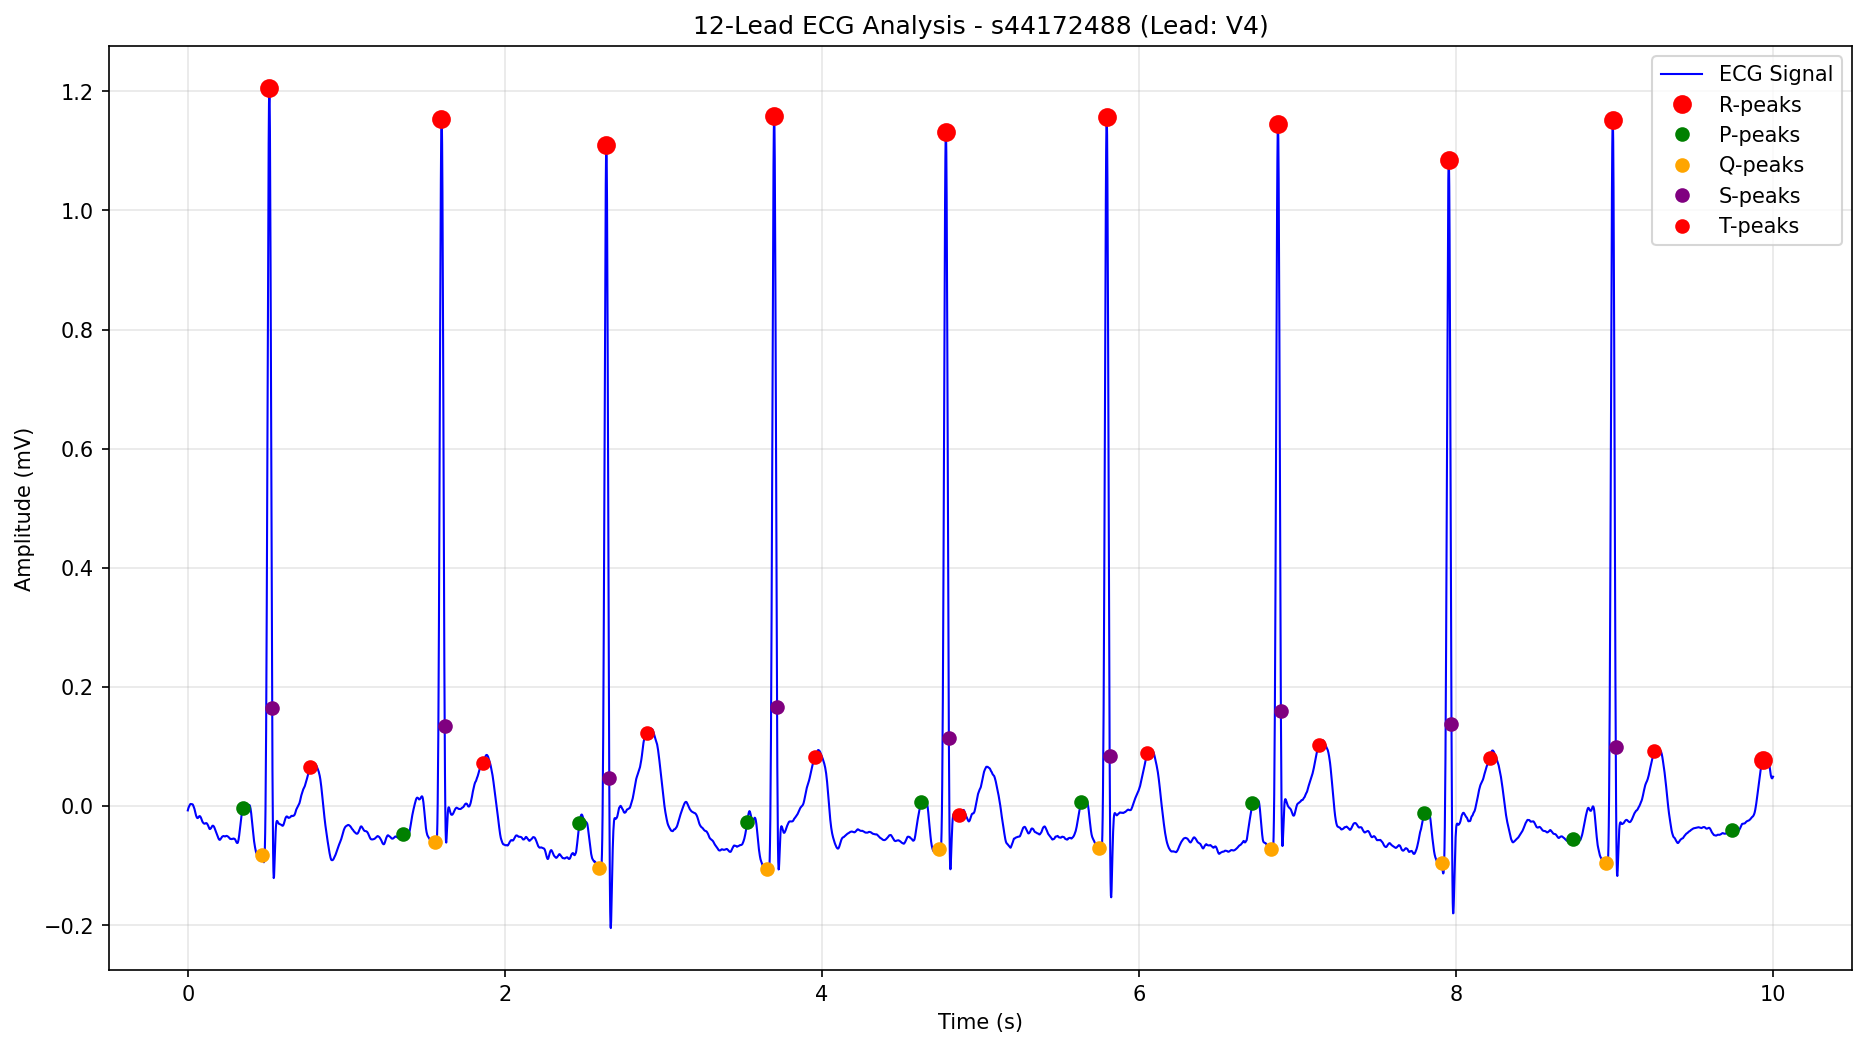 12-Lead ECG Analysis - s44172488 (Lead: V4)
ECG Signal
R-peaks
P-peaks
Q-peaks
S-peaks
T-peaks
Amplitude (mV)
1.2
1.0
0.8
0.6
0.4
0.2
0.0
−0.2
0 2 4 6 8 10
Time (s)